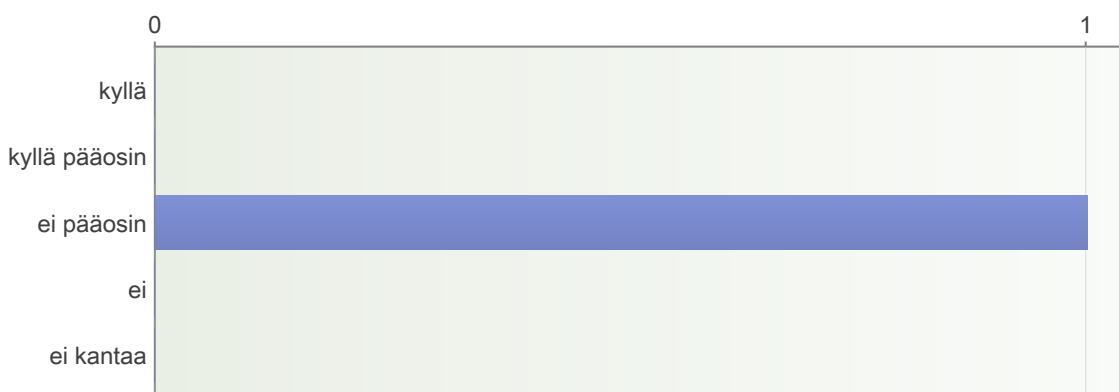 0 1
kyllä
kyllä pääosin
ei pääosin
ei
ei kantaa